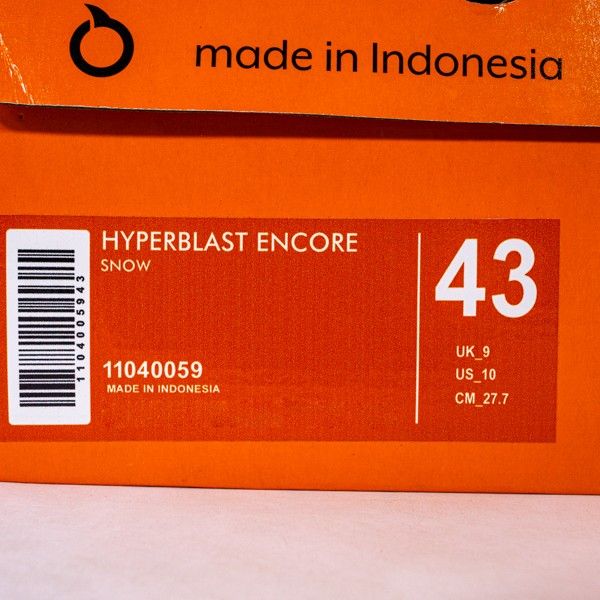 made in Indonesia
HYPERBLAST ENCORE
SNOW
1104005943
11040059
MADE IN INDONESIA
43
UK_9
US_10
CM_27.7